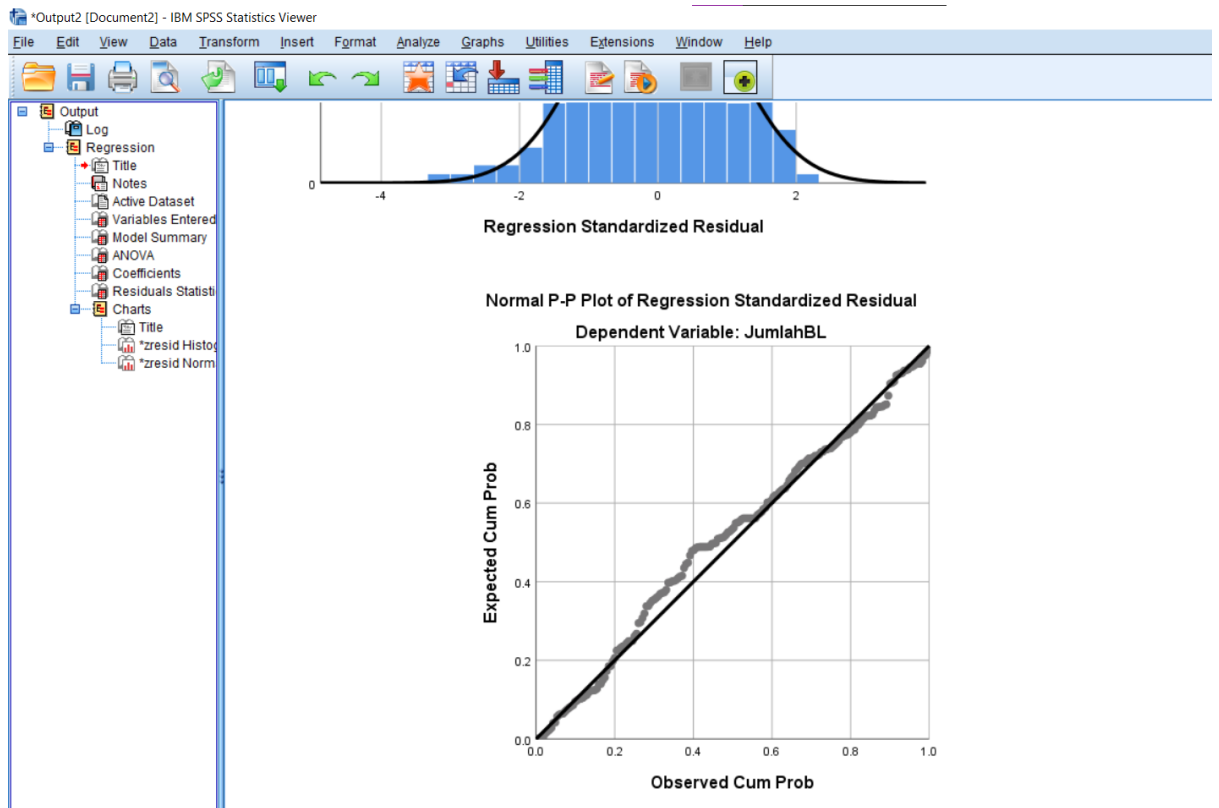 *Output2 [Document2] - IBM SPSS Statistics Viewer
File Edit View Data Transform Insert Format Analyze Graphs Utilities Extensions Window Help
Output
Log
Regression
Title
Notes
Active Dataset
Variables Entered
Model Summary
ANOVA
Coefficients
Residuals Statisti
Charts
Title
*zresid Histog
*zresid Norm
0
-4 -2 0 2
Regression Standardized Residual
Normal P-P Plot of Regression Standardized Residual
Dependent Variable: JumlahBL
Expected Cum Prob
1.0
0.8
0.6
0.4
0.2
0.0
0.0 0.2 0.4 0.6 0.8 1.0
Observed Cum Prob